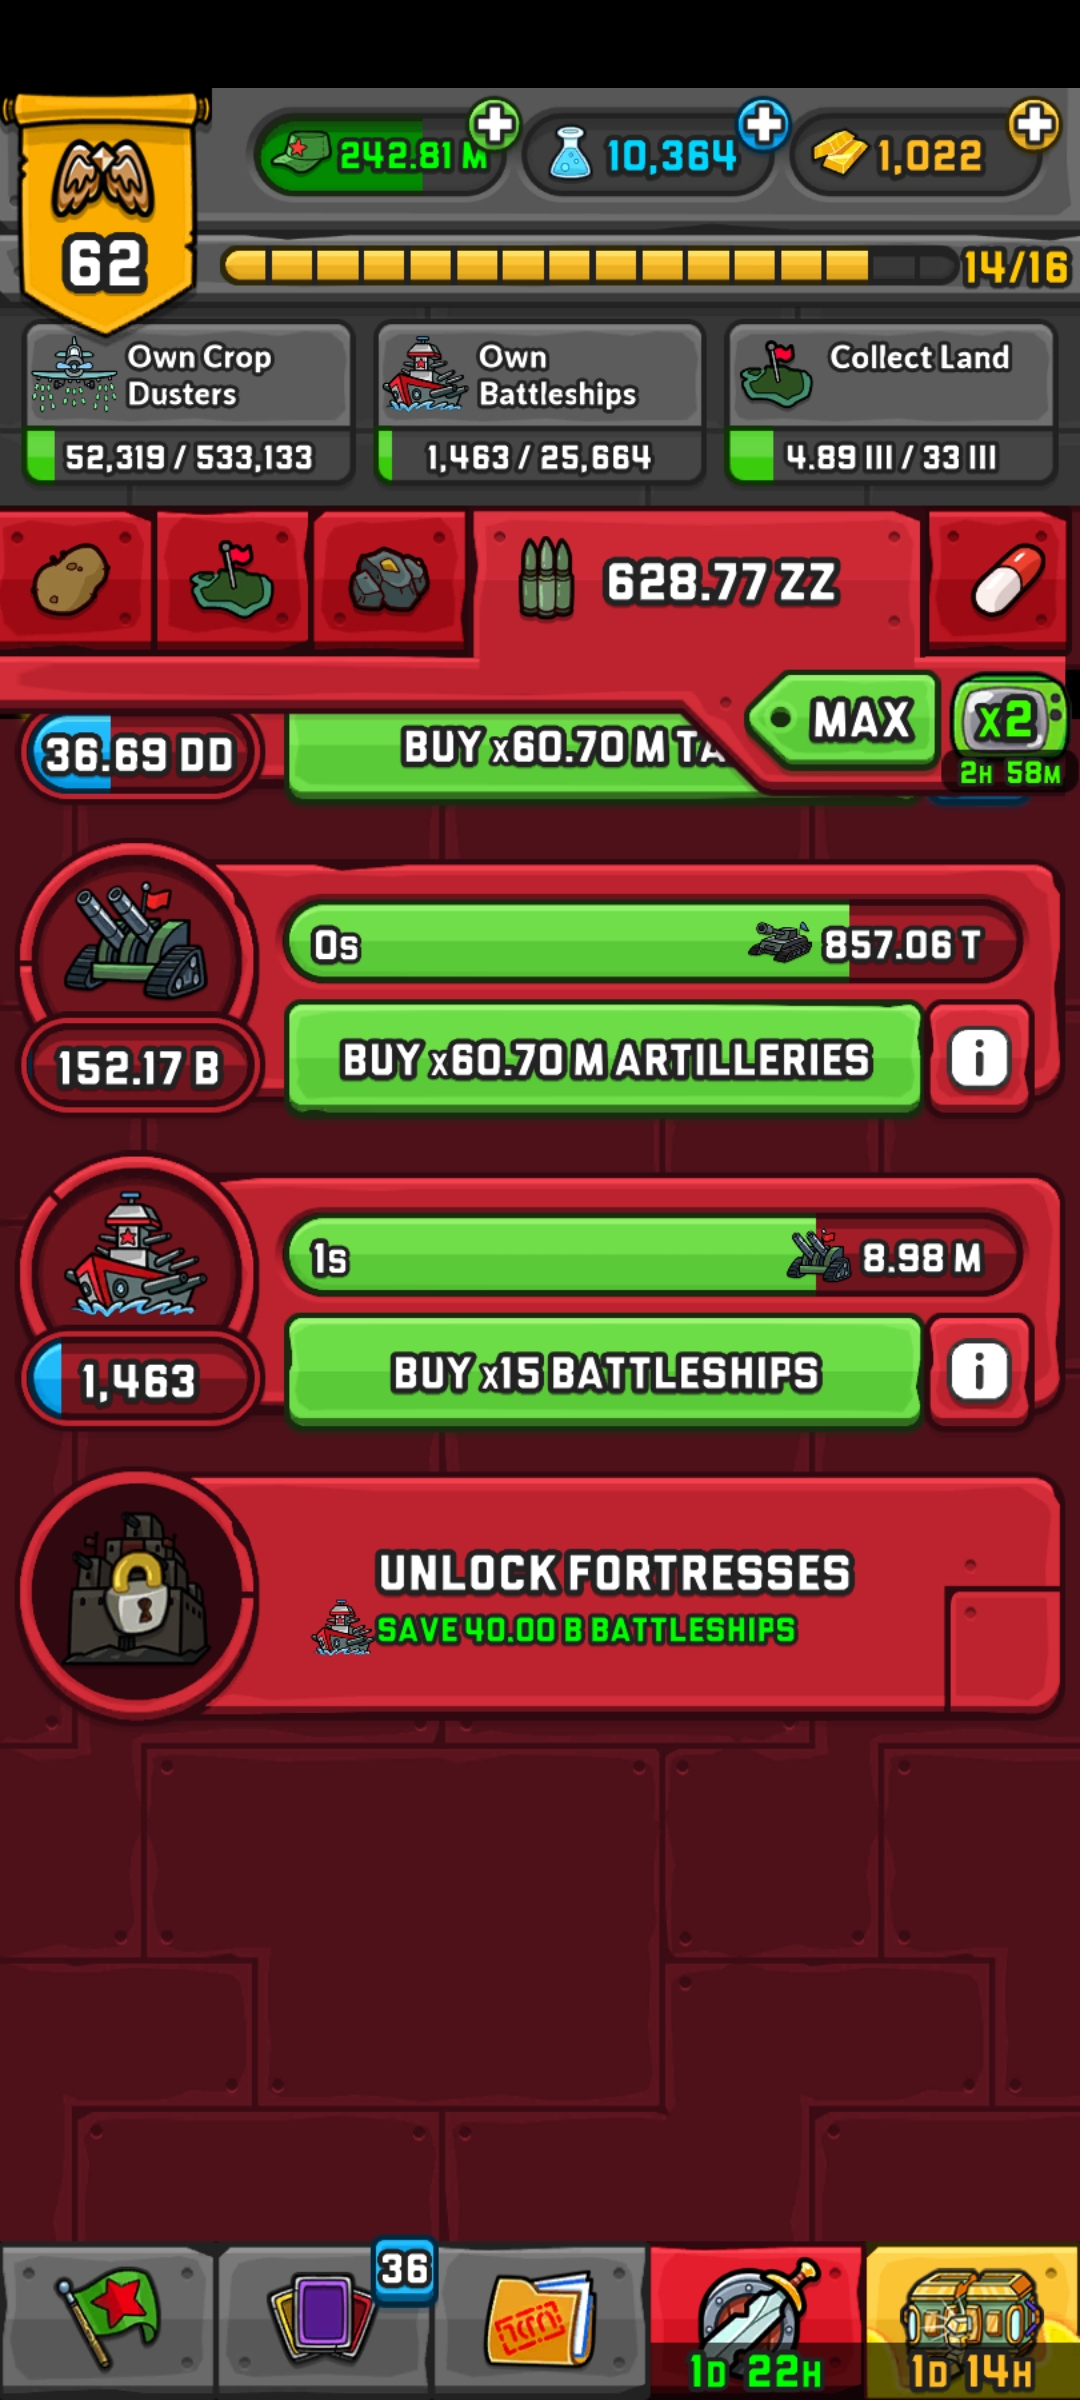 242.81 M
10,364
1,022
62
14/16
Own Crop
Dusters
52,319 / 533,133
Own
Battleships
1,463 / 25,664
Collect Land
4.89 III / 33 III
628.77 ZZ
MAX
x2
2H 58M
36.69 DD
BUY x60.70 M TA
0s
857.06 T
152.17 B
BUY x60.70 M ARTILLERIES
i
1s
8.98 M
1,463
BUY x15 BATTLESHIPS
i
UNLOCK FORTRESSES
SAVE 40.00 B BATTLESHIPS
36
1D 22H
1D 14H